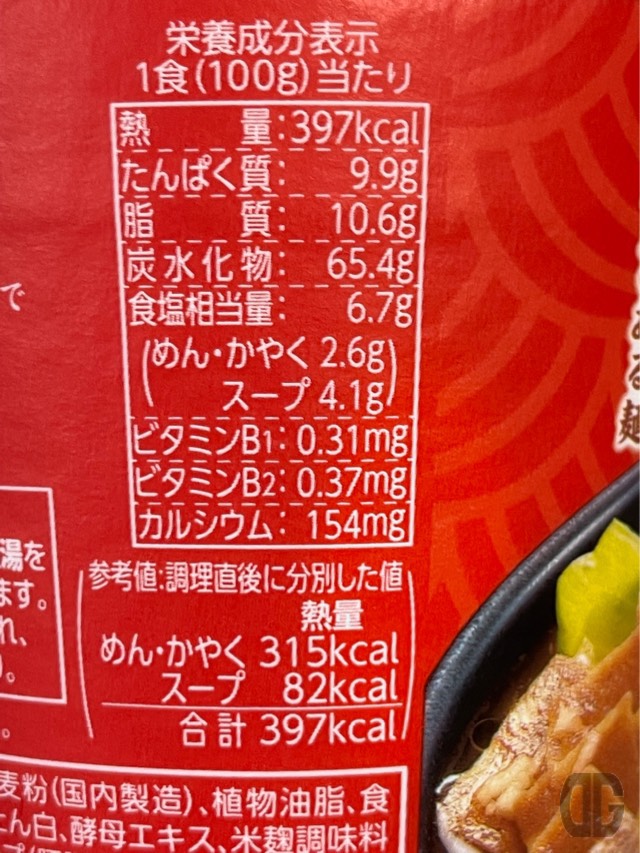 栄養成分表示
1食(100g)当たり
熱量:397kcal
たんぱく質: 9.9g
脂質: 10.6g
炭水化物: 65.4g
で
食塩相当量: 6.7g
(めん・かやく 2.6g
スープ 4.1g)
る
麺
ビタミンB1: 0.31mg
ビタミンB2: 0.37mg
カルシウム: 154mg
湯を
ます。
れ、
。
。
参考値:調理直後に分別した値
熱量
めん・かやく 315kcal
スープ 82kcal
合計 397kcal
麦粉(国内製造)、植物油脂、食
ん白、酵母エキス、米麹調味料